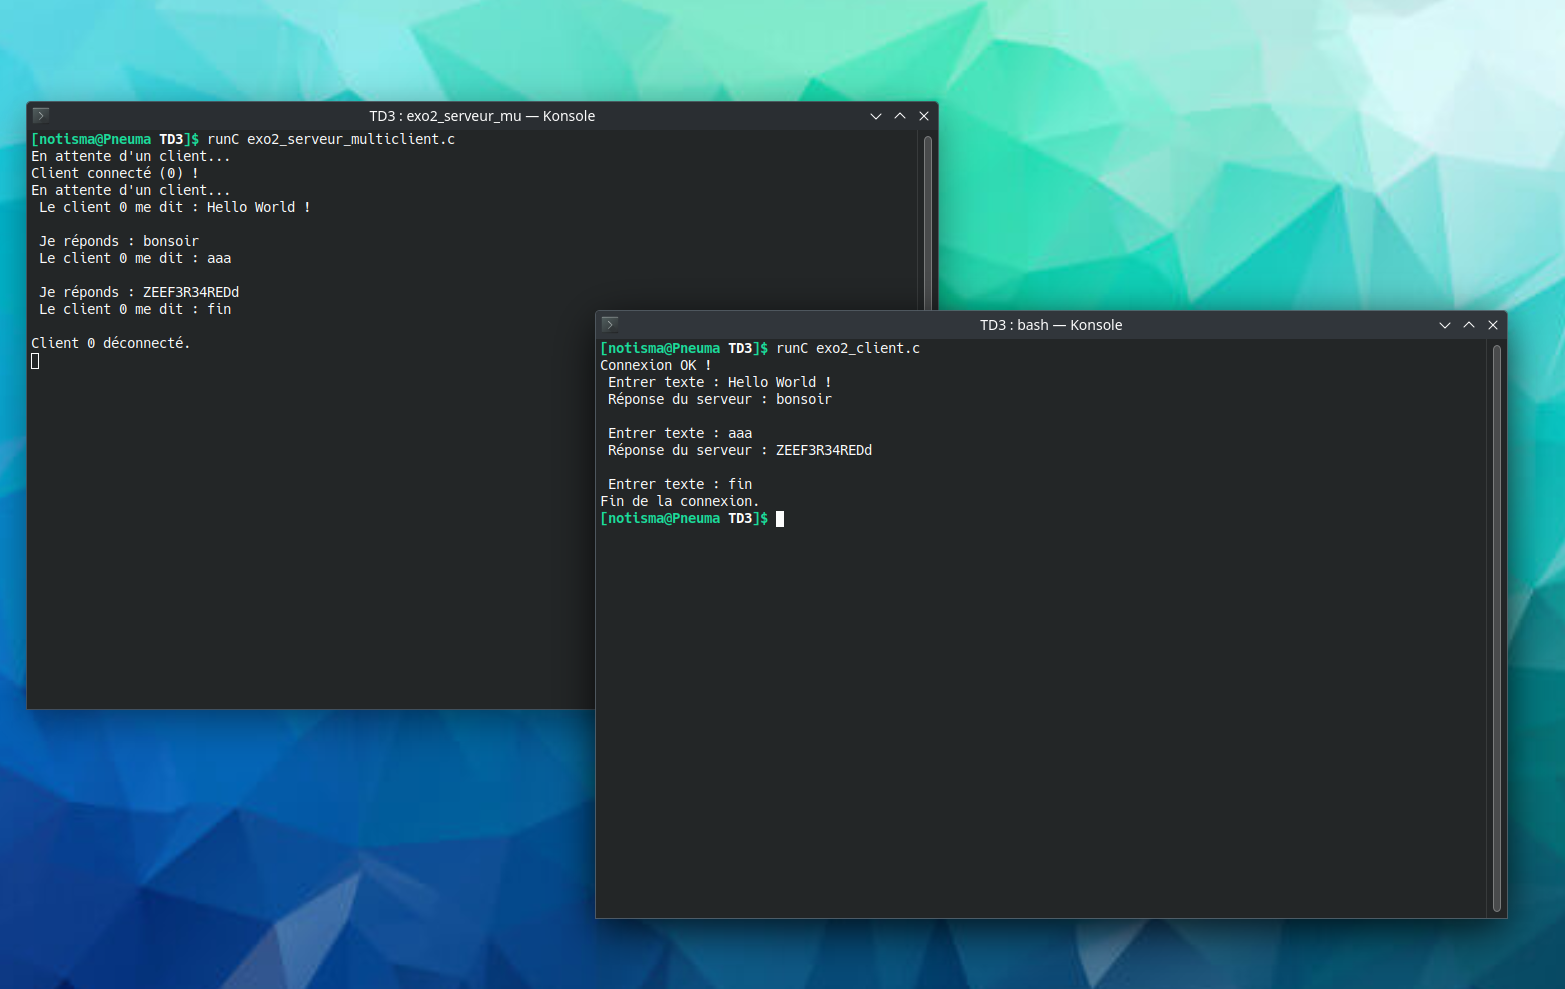 TD3 : exo2_serveur_mu — Konsole
[notisma@Pneuma TD3]$ runC exo2_serveur_multiclient.c
En attente d'un client...
Client connecté (0) !
En attente d'un client...
Le client 0 me dit : Hello World !
Je réponds : bonsoir
Le client 0 me dit : aaa
Je réponds : ZEEF3R34REDd
Le client 0 me dit : fin
Client 0 déconnecté.
TD3 : bash — Konsole
[notisma@Pneuma TD3]$ runC exo2_client.c
Connexion OK !
Entrer texte : Hello World !
Réponse du serveur : bonsoir
Entrer texte : aaa
Réponse du serveur : ZEEF3R34REDd
Entrer texte : fin
Fin de la connexion.
[notisma@Pneuma TD3]$